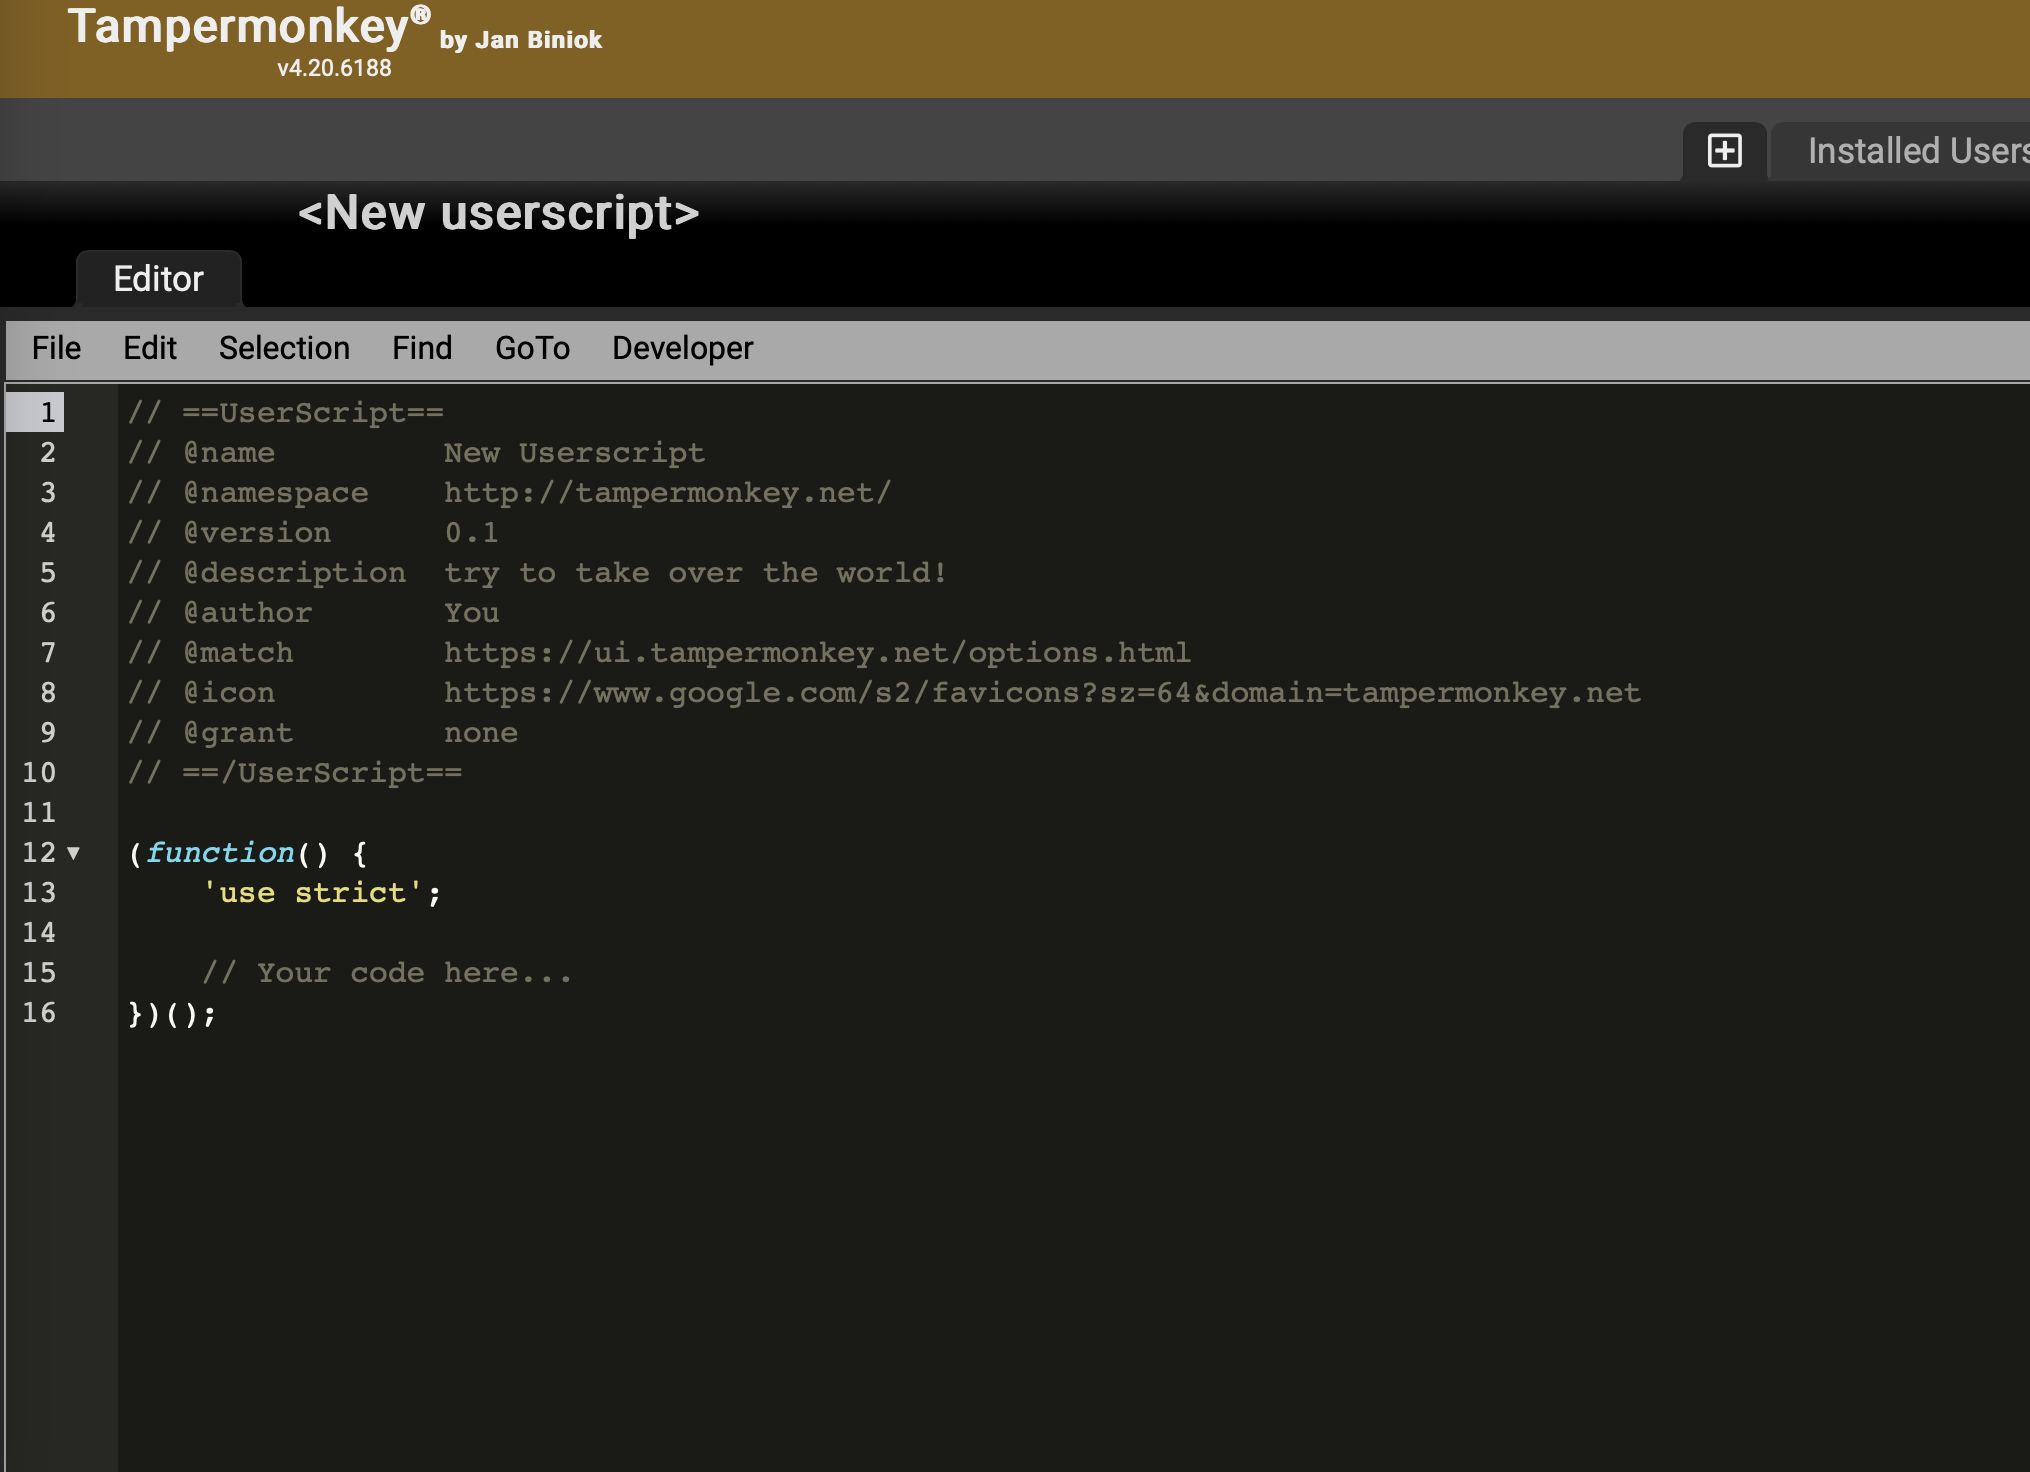 Tampermonkey® by Jan Biniok
v4.20.6188
Installed Users
<New userscript>
Editor
File Edit Selection Find GoTo Developer
1 // ==UserScript==
2 // @name         New Userscript
3 // @namespace    http://tampermonkey.net/
4 // @version      0.1
5 // @description  try to take over the world!
6 // @author       You
7 // @match        https://ui.tampermonkey.net/options.html
8 // @icon         https://www.google.com/s2/favicons?sz=64&domain=tampermonkey.net
9 // @grant        none
10 // ==/UserScript==
11
12 (function() {
13     'use strict';
14
15     // Your code here...
16 })();